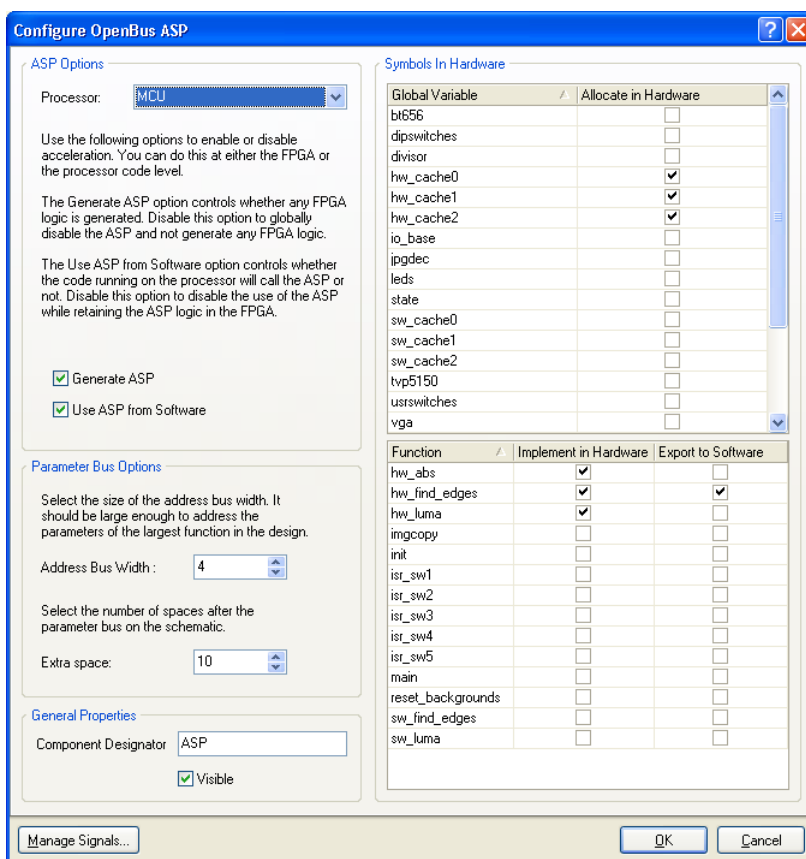 Configure OpenBus ASP
ASP Options
Processor: MCU
Use the following options to enable or disable
acceleration. You can do this at either the FPGA or
the processor code level.
The Generate ASP option controls whether any FPGA
logic is generated. Disable this option to globally
disable the ASP and not generate any FPGA logic.
The Use ASP from Software option controls whether
the code running on the processor will call the ASP or
not. Disable this option to disable the use of the ASP
while retaining the ASP logic in the FPGA.
Generate ASP
Use ASP from Software
Parameter Bus Options
Select the size of the address bus width. It
should be large enough to address the
parameters of the largest function in the design.
Address Bus Width : 4
Select the number of spaces after the
parameter bus on the schematic.
Extra space: 10
General Properties
Component Designator ASP
Visible
Symbols In Hardware
Global Variable Allocate in Hardware
bt656
dipswitches
divisor
hw_cache0
hw_cache1
hw_cache2
io_base
jpgdec
leds
state
sw_cache0
sw_cache1
sw_cache2
tvp5150
usrswitches
vga
Function Implement in Hardware Export to Software
hw_abs
hw_find_edges
hw_luma
imgcopy
init
isr_sw1
isr_sw2
isr_sw3
isr_sw4
isr_sw5
main
reset_backgrounds
sw_find_edges
sw_luma
Manage Signals...
OK
Cancel